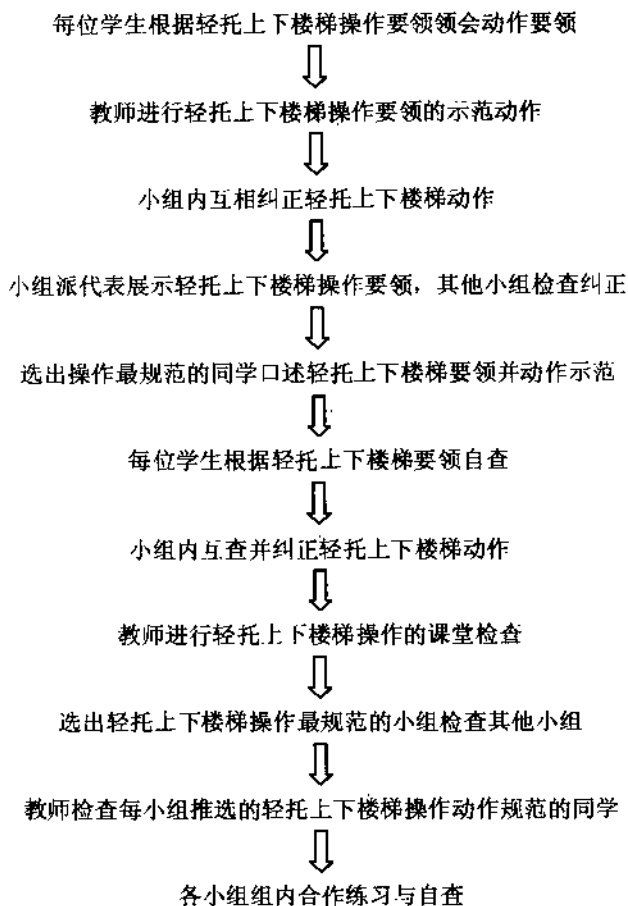 每位学生根据轻托上下楼梯操作要领领会动作要领
教师进行轻托上下楼梯操作要领的示范动作
小组内互相纠正轻托上下楼梯动作
小组派代表展示轻托上下楼梯操作要领，其他小组检查纠正
选出操作最规范的同学口述轻托上下楼梯要领并动作示范
每位学生根据轻托上下楼梯要领自查
小组内互查并纠正轻托上下楼梯动作
教师进行轻托上下楼梯操作的课堂检查
选出轻托上下楼梯操作最规范的小组检查其他小组
教师检查每小组推选的轻托上下楼梯操作动作规范的同学
各小组组内合作练习与自查